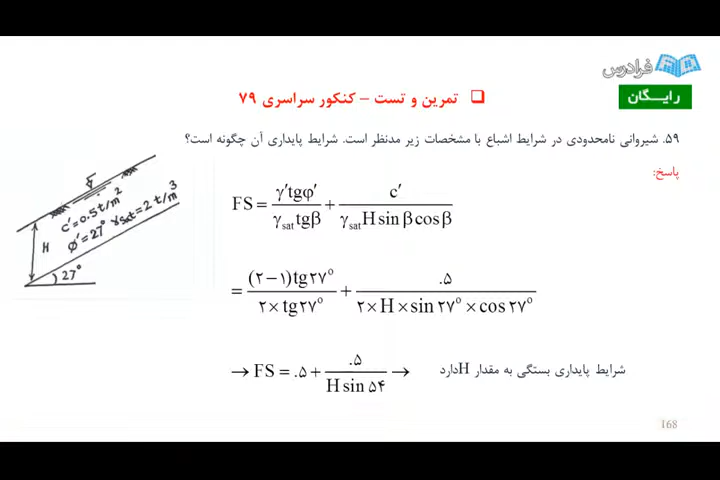 فرادرس
رایـــگان
❑ تمرین و تست – کنکور سراسری ۷۹
۵۹. شیروانی نامحدودی در شرایط اشباع با مشخصات زیر مدنظر است. شرایط پایداری آن چگونه است؟
پاسخ:
FS = γ′tgφ′ / γsat tgβ + c′ / γsat H sin β cos β
c′=0.5 t/m²
φ′=27° γsat=2 t/m³
H
27°
= (۲−۱)tg۲۷° / ۲×tg۲۷° + .۵ / ۲×H×sin ۲۷°×cos ۲۷°
→ FS = .۵ + .۵ / H sin ۵۴ → شرایط پایداری بستگی به مقدار H دارد
168